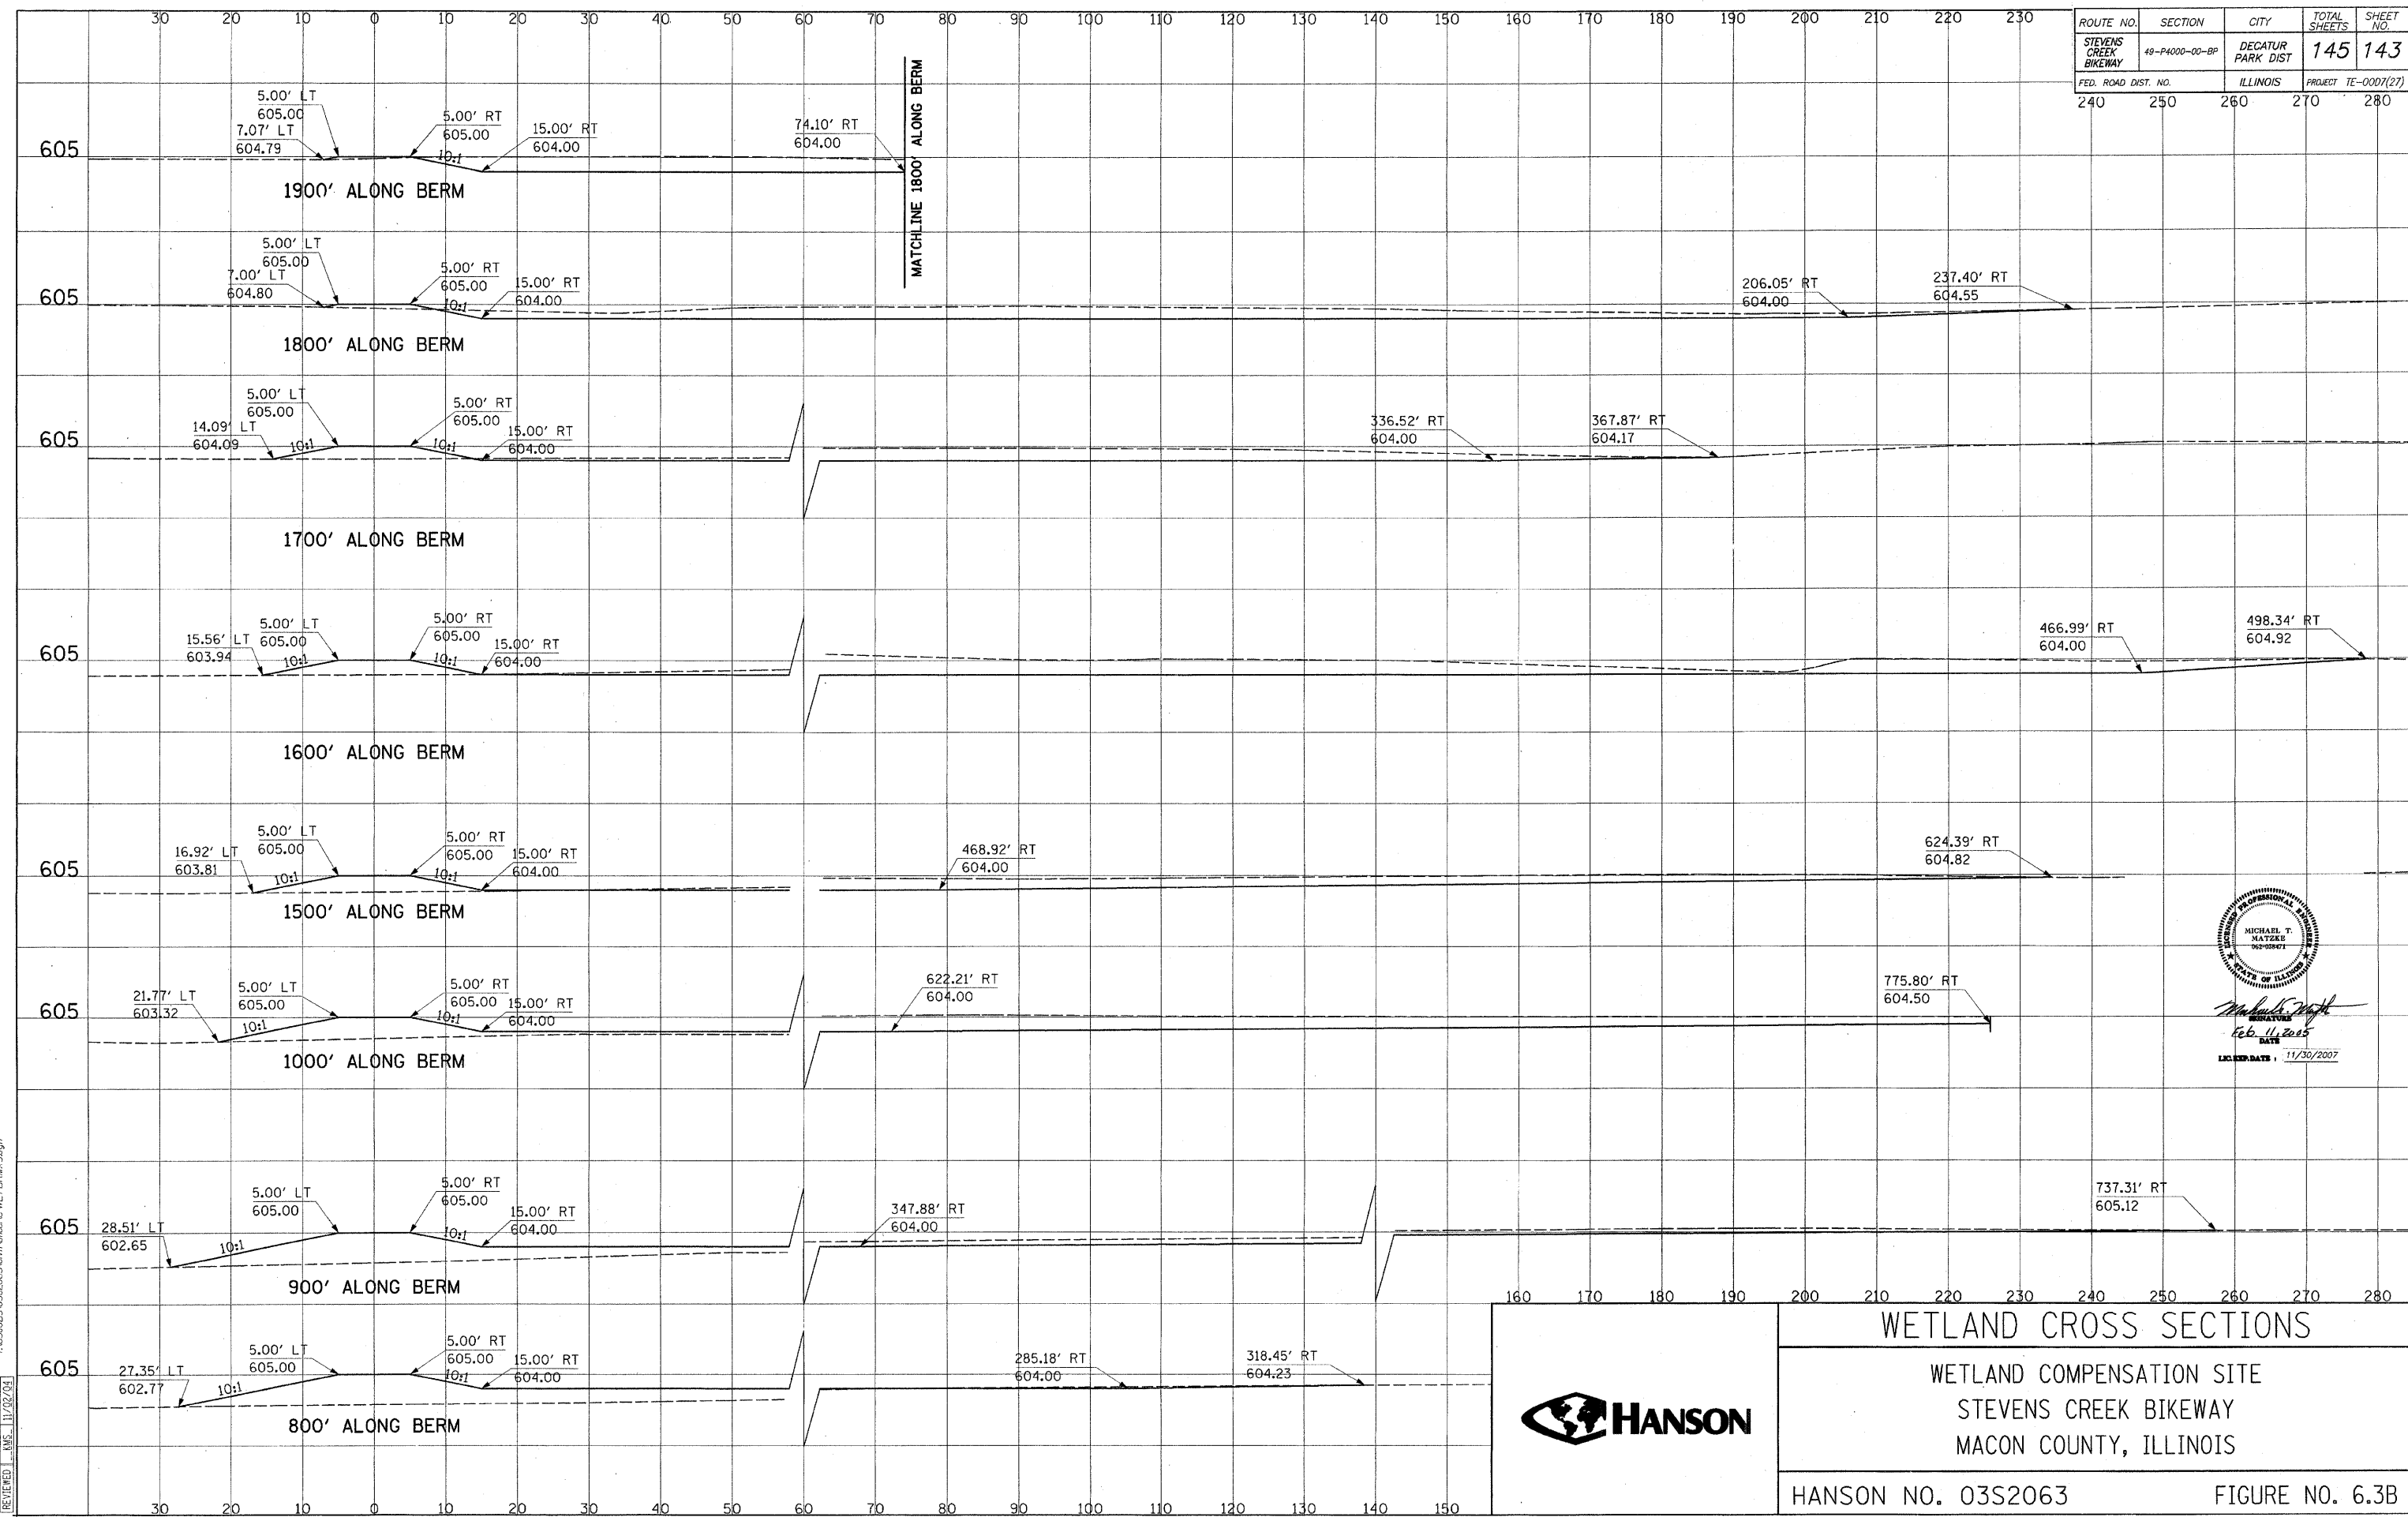 30 20 10 0 10 20 30 40 50 60 70 80 90 100 110 120 130 140 150 160 170 180 190 200 210 220 230
ROUTE NO. SECTION CITY TOTAL SHEETS SHEET NO.
STEVENS CREEK BIKEWAY 49-P4000-00-BP DECATUR PARK DIST 145 143
FED. ROAD DIST. NO. ILLINOIS PROJECT TE-00D7(27)
240 250 260 270 280
5.00' LT
605.00
7.07' LT
604.79
5.00' RT
605.00
10:1
15.00' RT
604.00
74.10' RT
604.00
MATCHLINE 1800' ALONG BERM
605
1900' ALONG BERM
5.00' LT
605.00
7.00' LT
604.80
5.00' RT
605.00
10:1
15.00' RT
604.00
206.05' RT
604.00
237.40' RT
604.55
605
1800' ALONG BERM
5.00' LT
605.00
14.09' LT
604.09
10:1
5.00' RT
605.00
10:1
15.00' RT
604.00
336.52' RT
604.00
367.87' RT
604.17
605
1700' ALONG BERM
5.00' LT
605.00
15.56' LT
603.94
10:1
5.00' RT
605.00
10:1
15.00' RT
604.00
466.99' RT
604.00
498.34' RT
604.92
605
1600' ALONG BERM
5.00' LT
605.00
16.92' LT
603.81
10:1
5.00' RT
605.00
10:1
15.00' RT
604.00
468.92' RT
604.00
624.39' RT
604.82
605
1500' ALONG BERM
LICENSED PROFESSIONAL ENGINEER
MICHAEL T.
MATZKE
062-058471
STATE OF ILLINOIS
SIGNATURE
Feb. 11, 2005
DATE
LIC. EXP. DATE : 11/30/2007
21.77' LT
603.32
10:1
5.00' LT
605.00
5.00' RT
605.00
10:1
15.00' RT
604.00
622.21' RT
604.00
775.80' RT
604.50
605
1000' ALONG BERM
28.51' LT
602.65
10:1
5.00' LT
605.00
5.00' RT
605.00
10:1
15.00' RT
604.00
347.88' RT
604.00
737.31' RT
605.12
605
900' ALONG BERM
160 170 180 190 200 210 220 230 240 250 260 270 280
27.35' LT
602.77
10:1
5.00' LT
605.00
5.00' RT
605.00
10:1
15.00' RT
604.00
285.18' RT
604.00
318.45' RT
604.23
605
800' ALONG BERM
30 20 10 0 10 20 30 40 50 60 70 80 90 100 110 120 130 140 150
HANSON
WETLAND CROSS SECTIONS
WETLAND COMPENSATION SITE
STEVENS CREEK BIKEWAY
MACON COUNTY, ILLINOIS
HANSON NO. 03S2063 FIGURE NO. 6.3B
REVIEWED KMS 11/02/04